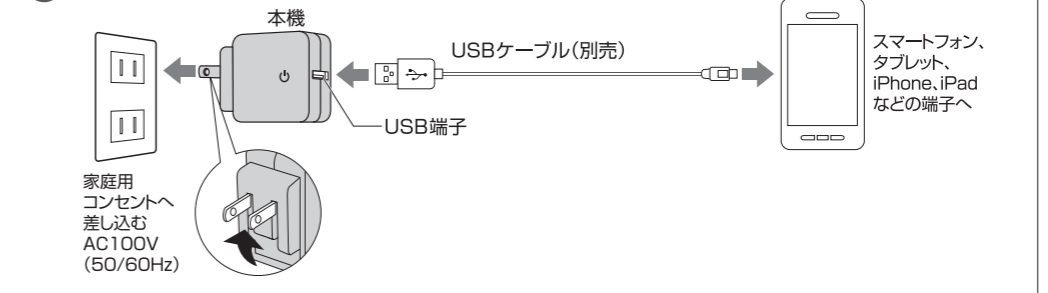 本機
USBケーブル（別売）
スマートフォン、
タブレット、
iPhone、iPad
などの端子へ
USB端子
家庭用
コンセントへ
差し込む
AC100V
（50/60Hz）